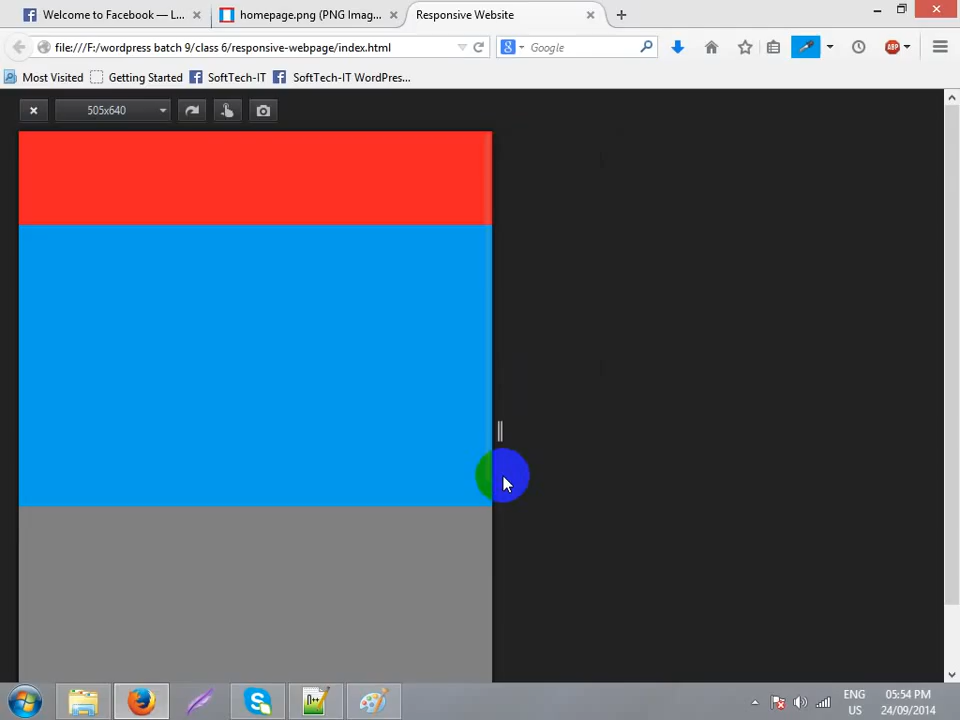 Welcome to Facebook — L...
homepage.png (PNG Imag...
Responsive Website
file:///F:/wordpress batch 9/class 6/responsive-webpage/index.html
Google
ABP
Most Visited
Getting Started
SoftTech-IT
SoftTech-IT WordPres...
505x640
ENG
US
05:54 PM
24/09/2014